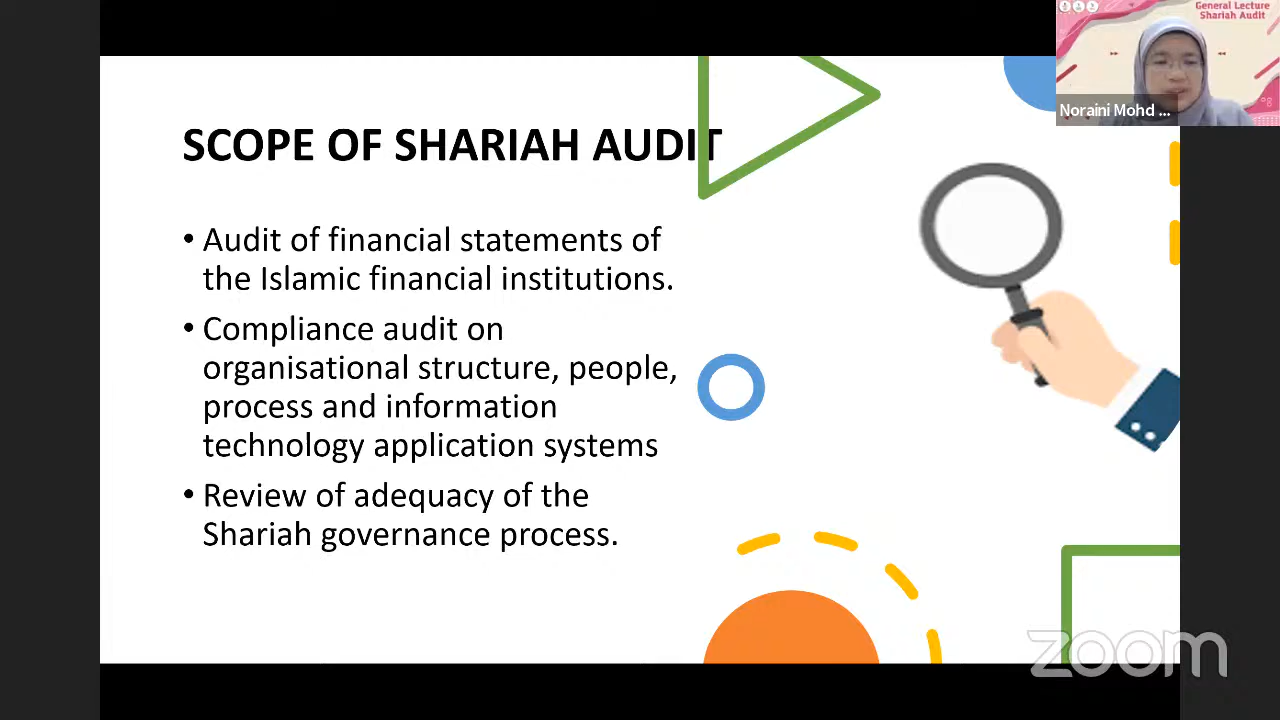 General Lecture
Shariah Audit
Noraini Mohd ...
SCOPE OF SHARIAH AUDIT
• Audit of financial statements of
the Islamic financial institutions.
• Compliance audit on
organisational structure, people,
process and information
technology application systems
• Review of adequacy of the
Shariah governance process.
zoom